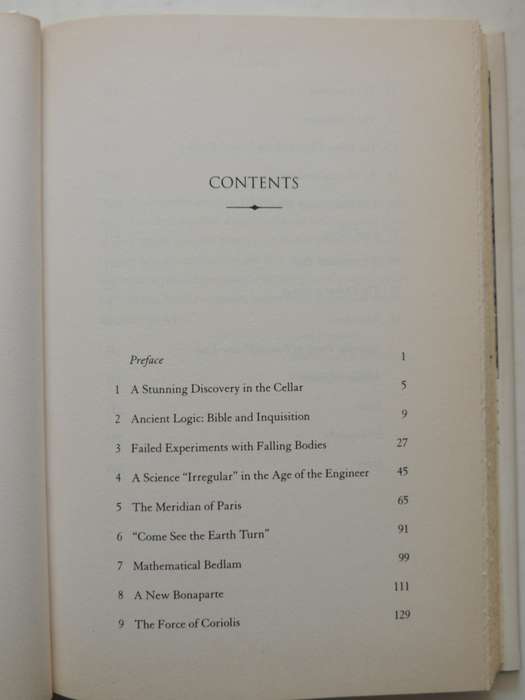 CONTENTS
Preface 1
1 A Stunning Discovery in the Cellar 5
2 Ancient Logic: Bible and Inquisition 9
3 Failed Experiments with Falling Bodies 27
4 A Science “Irregular” in the Age of the Engineer 45
5 The Meridian of Paris 65
6 “Come See the Earth Turn” 91
7 Mathematical Bedlam 99
8 A New Bonaparte 111
9 The Force of Coriolis 129